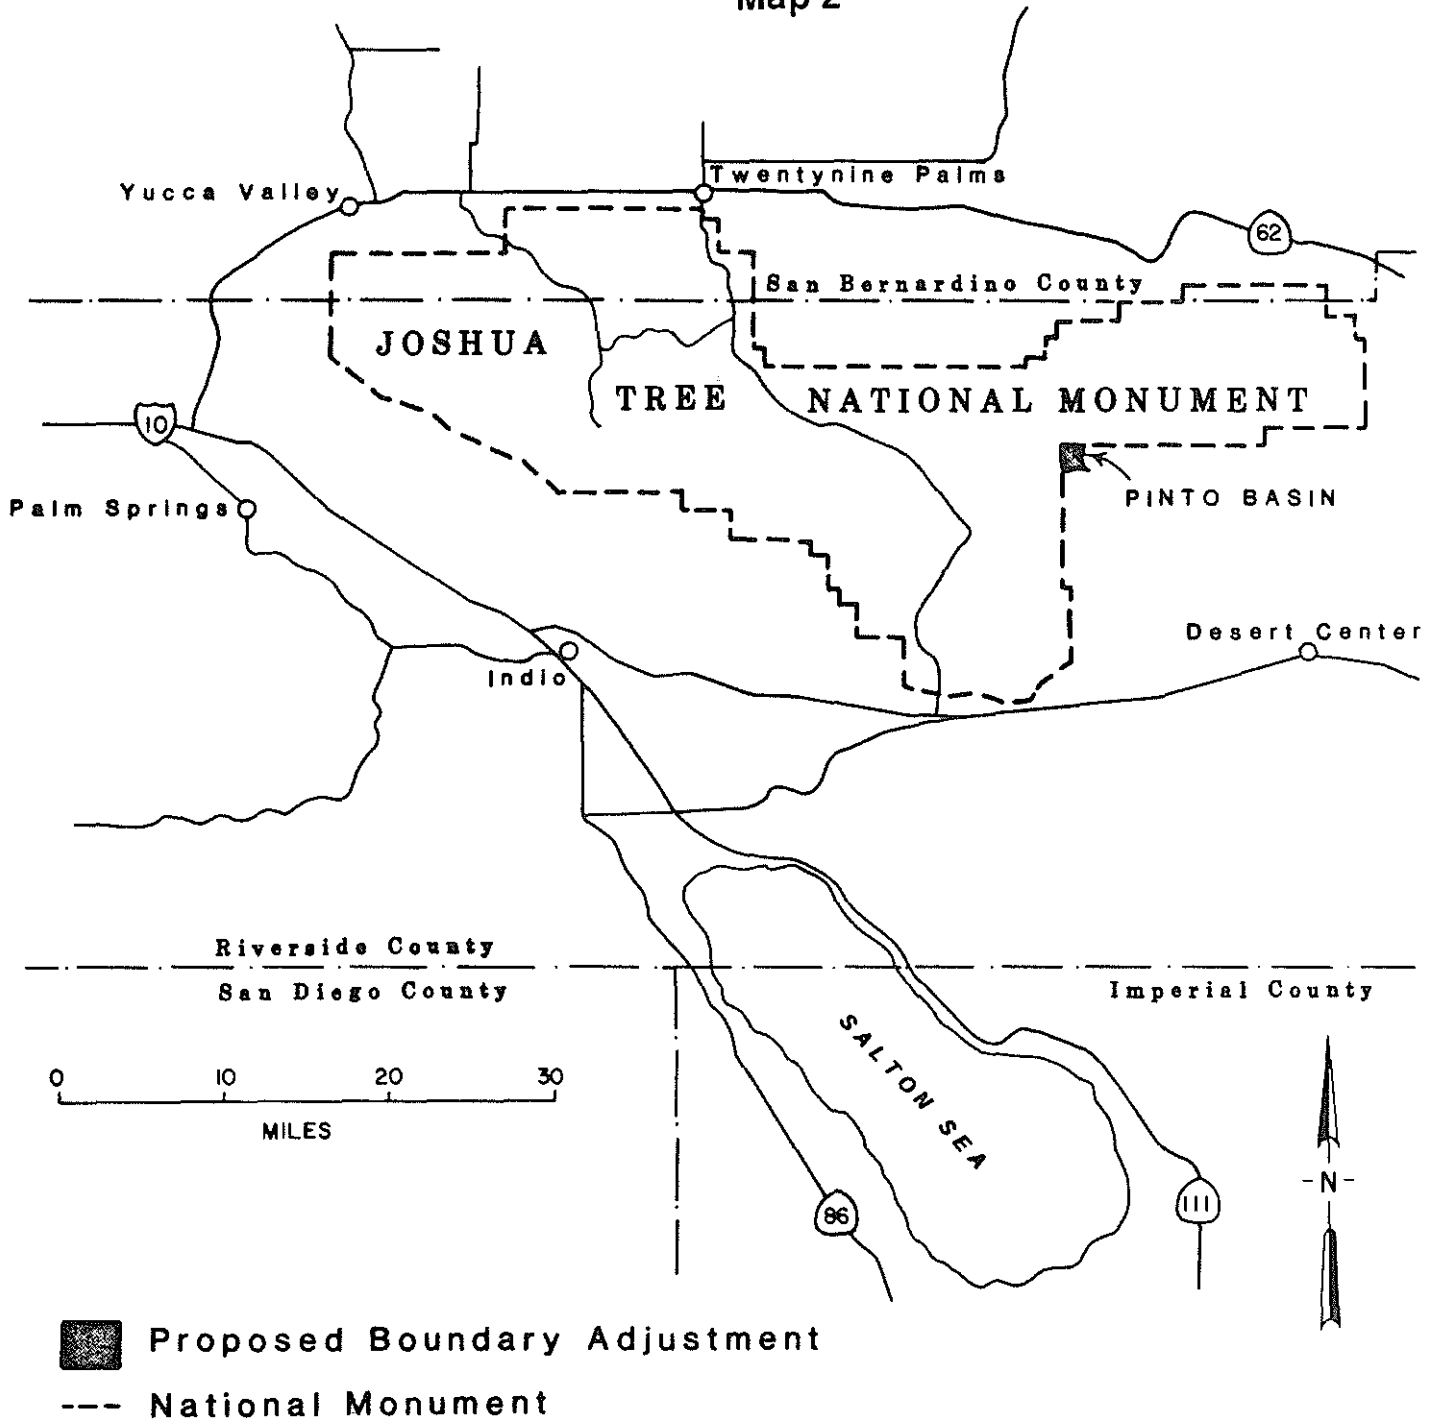 Map 2
Twentynine Palms
Yucca Valley
62
San Bernardino County
JOSHUA
TREE
NATIONAL MONUMENT
10
PINTO BASIN
Palm Springs
Desert Center
Indio
Riverside County
San Diego County
Imperial County
SALTON SEA
0 10 20 30
MILES
N
111
86
Proposed Boundary Adjustment
National Monument